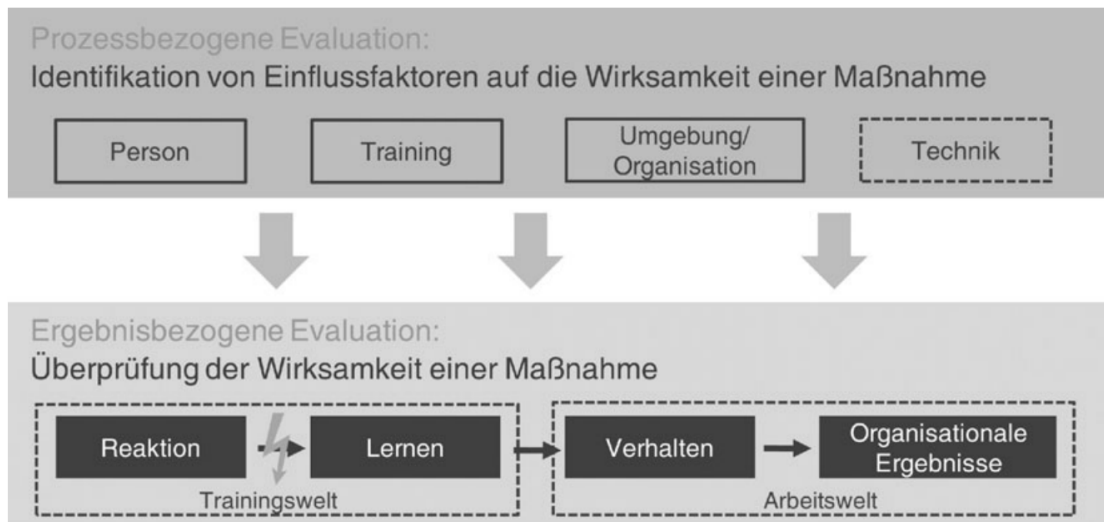 Prozessbezogene Evaluation:
Identifikation von Einflussfaktoren auf die Wirksamkeit einer Maßnahme
Person
Training
Umgebung/
Organisation
Technik
Ergebnisbezogene Evaluation:
Überprüfung der Wirksamkeit einer Maßnahme
Reaktion
Lernen
Verhalten
Organisationale
Ergebnisse
Trainingswelt
Arbeitswelt